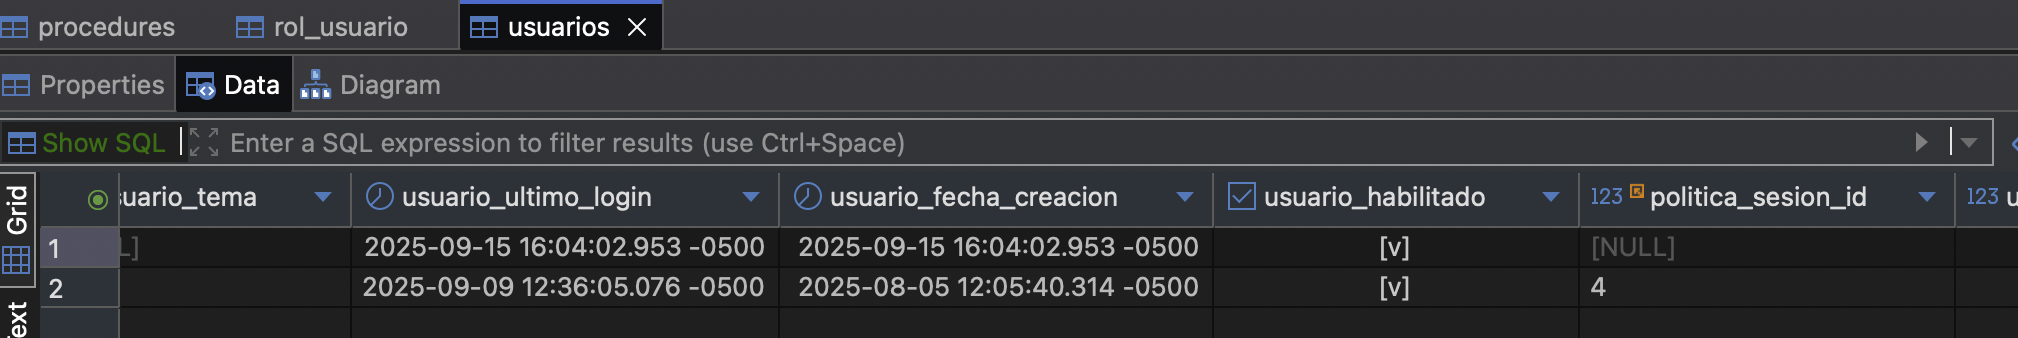 procedures rol_usuario usuarios
Properties Data Diagram
Show SQL Enter a SQL expression to filter results (use Ctrl+Space)
Grid
suario_tema usuario_ultimo_login usuario_fecha_creacion usuario_habilitado 123 politica_sesion_id 123 u
1 L] 2025-09-15 16:04:02.953 -0500 2025-09-15 16:04:02.953 -0500 [v] [NULL]
2 2025-09-09 12:36:05.076 -0500 2025-08-05 12:05:40.314 -0500 [v] 4
ext